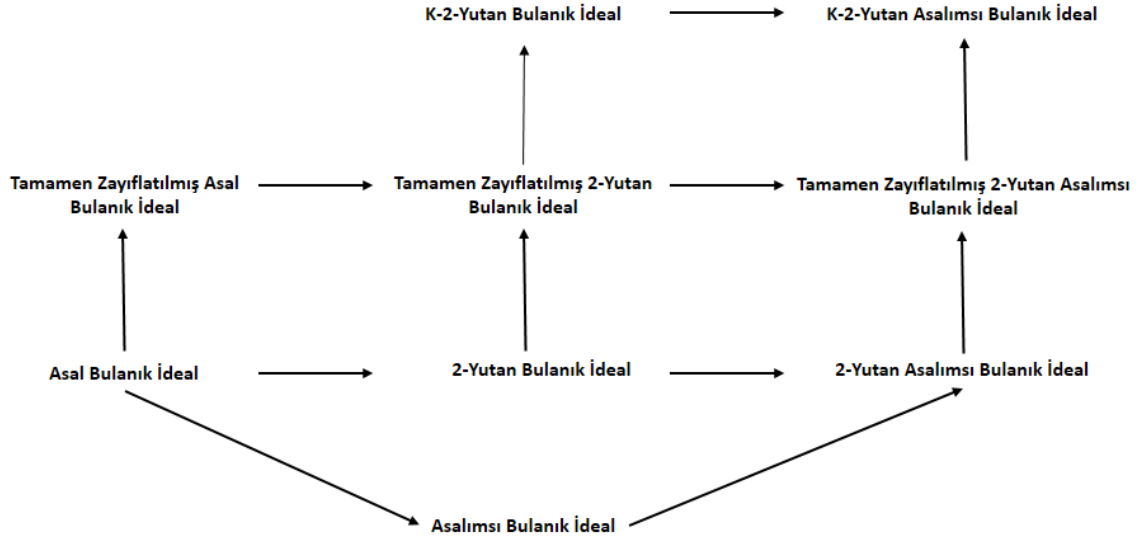 K-2-Yutan Bulanık İdeal
K-2-Yutan Asalımsı Bulanık İdeal
Tamamen Zayıflatılmış Asal
Bulanık İdeal
Tamamen Zayıflatılmış 2-Yutan
Bulanık İdeal
Tamamen Zayıflatılmış 2-Yutan Asalımsı
Bulanık İdeal
Asal Bulanık İdeal
2-Yutan Bulanık İdeal
2-Yutan Asalımsı Bulanık İdeal
Asalımsı Bulanık İdeal